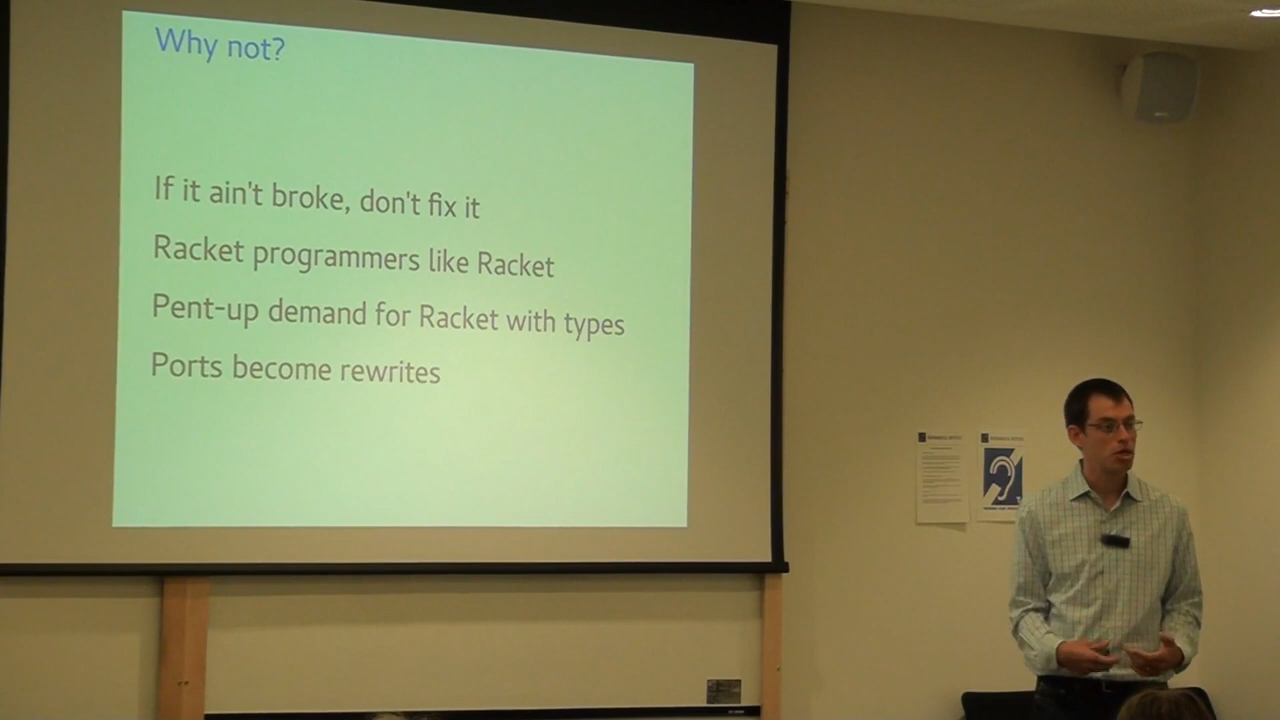 Why not?
If it ain't broke, don't fix it
Racket programmers like Racket
Pent-up demand for Racket with types
Ports become rewrites